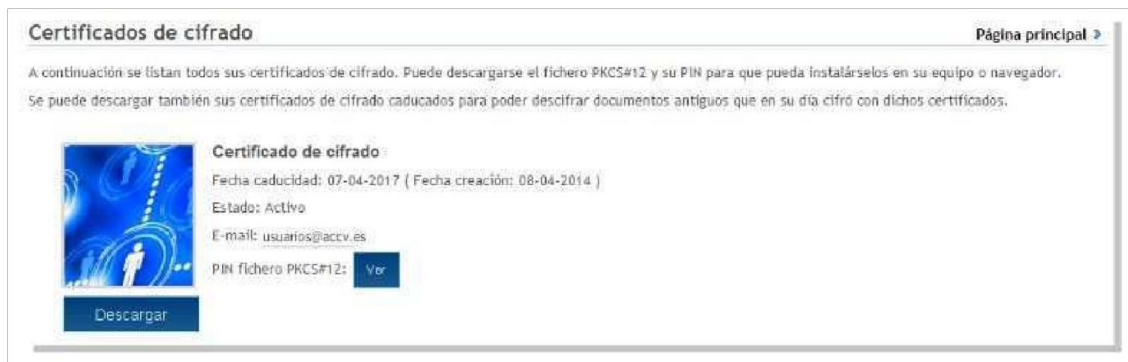 Certificados de cifrado
Página principal
A continuación se listan todos sus certificados de cifrado. Puede descargarse el fichero PKCS#12 y su PIN para que pueda instalárselos en su equipo o navegador.
Se puede descargar también sus certificados de cifrado caducados para poder descifrar documentos antiguos que en su día cifró con dichos certificados.
Certificado de cifrado
Fecha caducidad: 07-04-2017 ( Fecha creación: 08-04-2014 )
Estado: Activo
E-mail: usuarios@accv.es
PIN fichero PKCS#12: Ver
Descargar